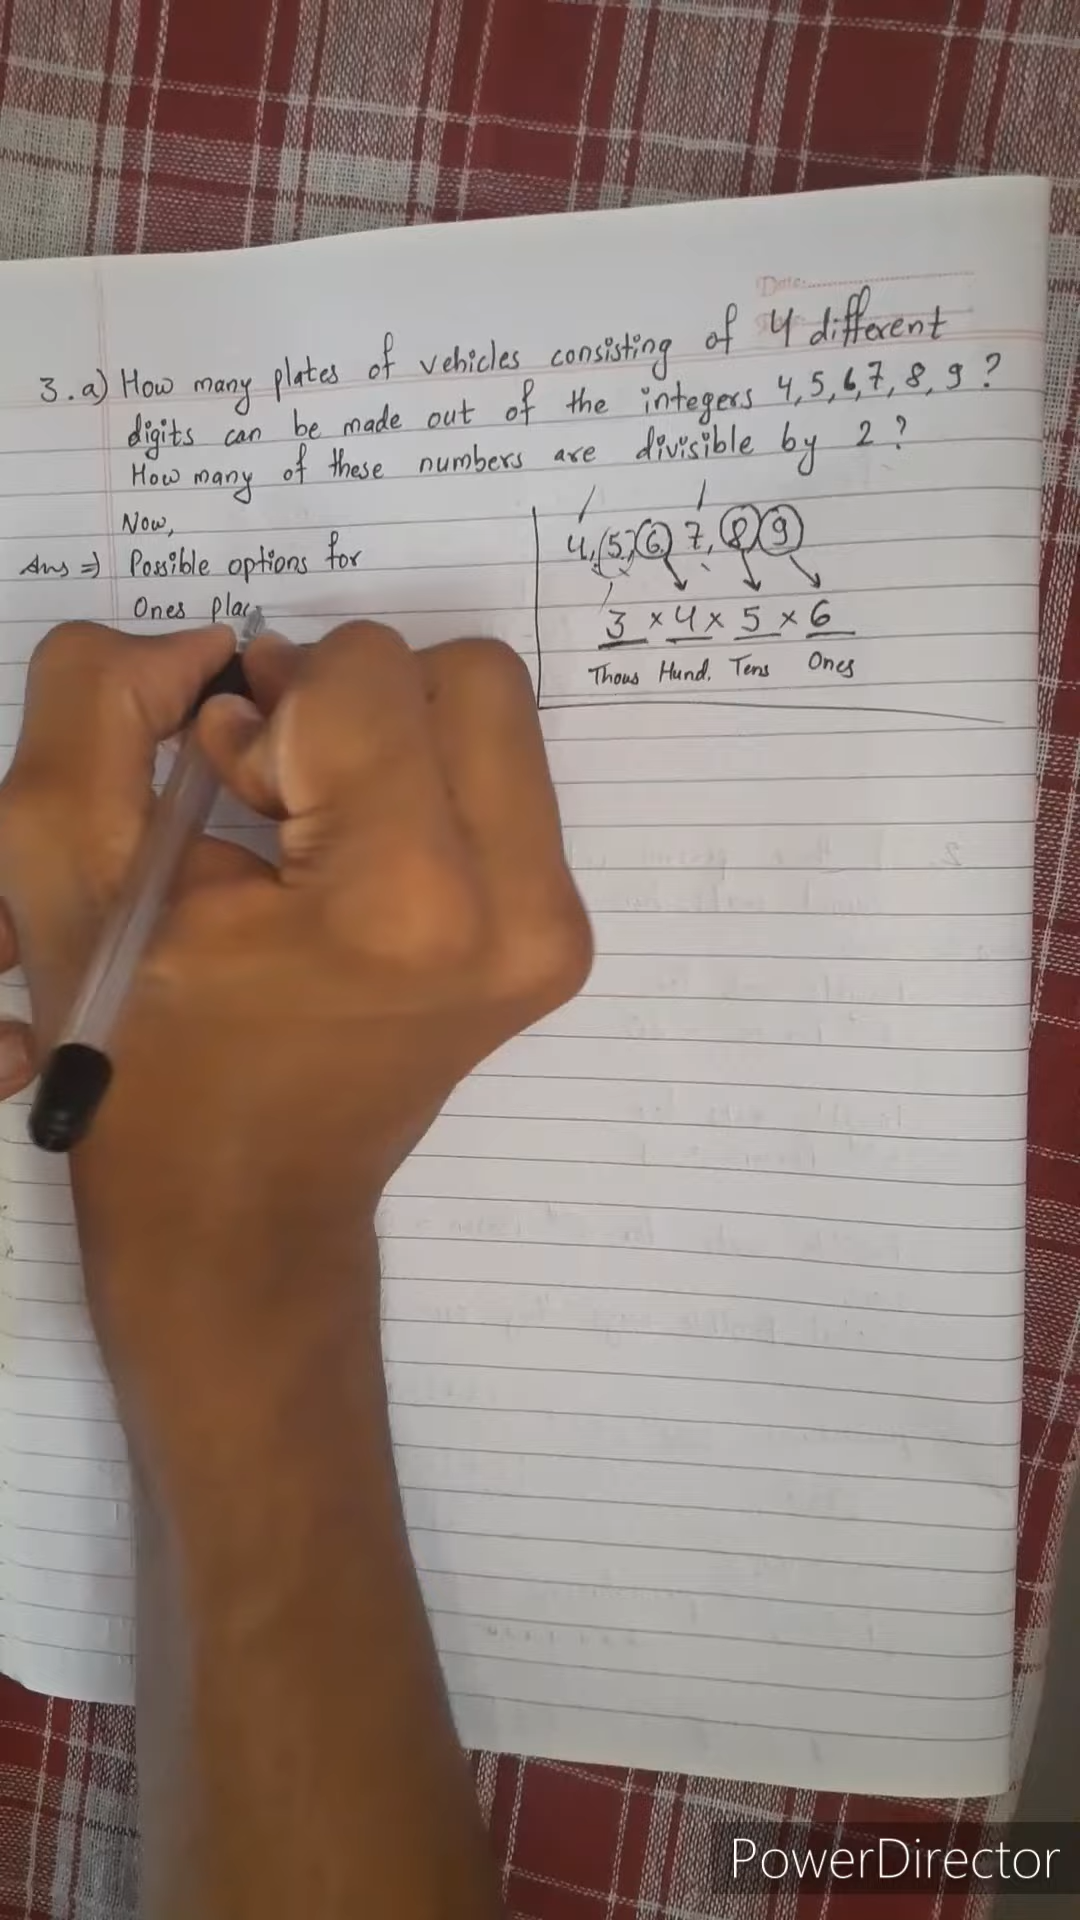 Date:
3. a) How many plates of vehicles consisting of 4 different
digits can be made out of the integers 4, 5, 6, 7, 8, 9 ?
How many of these numbers are divisible by 2 ?
Now,
Ans ⇒ Possible options for
Ones plac
4, 5, 6, 7, 8, 9
3 × 4 × 5 × 6
Thous Hund. Tens Ones
PowerDirector